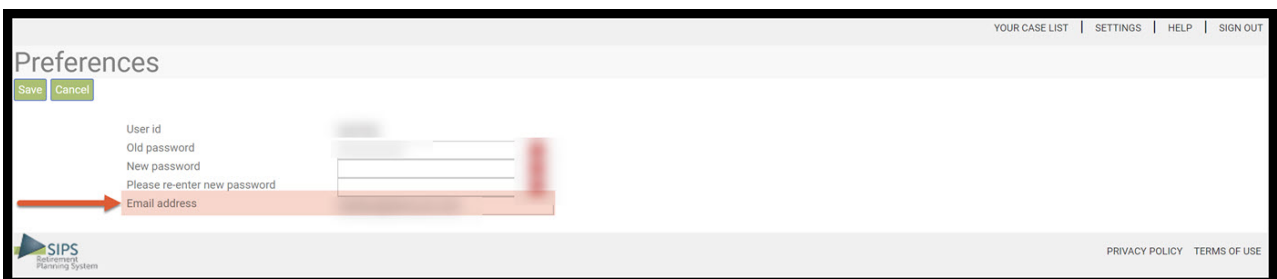 YOUR CASE LIST | SETTINGS | HELP | SIGN OUT
Preferences
Save Cancel
User id
Old password
New password
Please re-enter new password
Email address
SIPS
Retirement
Planning System
PRIVACY POLICY TERMS OF USE